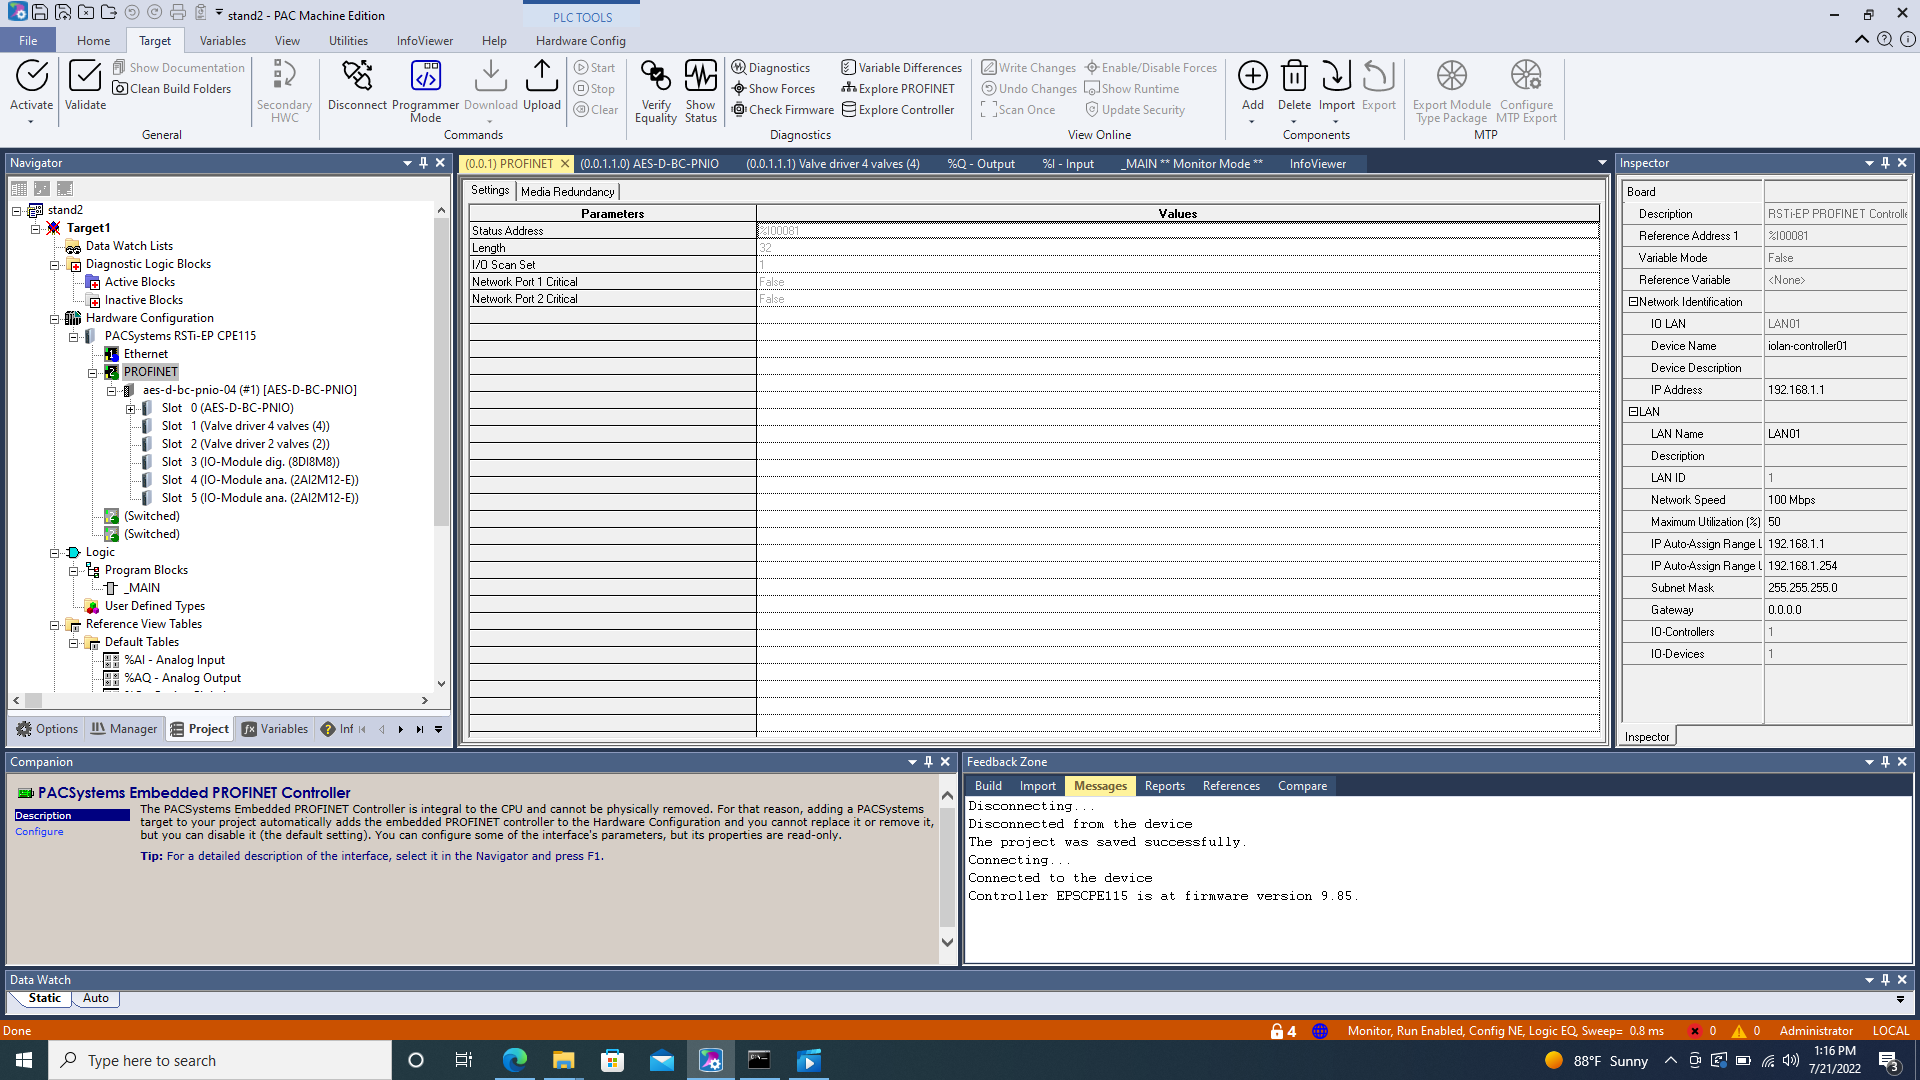 stand2 - PAC Machine Edition
PLC TOOLS
File Home Target Variables View Utilities InfoViewer Help Hardware Config
Activate
Validate
Show Documentation
Clean Build Folders
General
Secondary HWC
Disconnect
Programmer Mode
Download
Upload
Start
Stop
Clear
Commands
Verify Equality
Show Status
Diagnostics
Show Forces
Check Firmware
Variable Differences
Explore PROFINET
Explore Controller
Diagnostics
Write Changes
Undo Changes
Scan Once
Enable/Disable Forces
Show Runtime
Update Security
View Online
Add
Delete
Import
Export
Components
Export Module Type Package
Configure MTP Export
MTP
Navigator
stand2
Target1
Data Watch Lists
Diagnostic Logic Blocks
Active Blocks
Inactive Blocks
Hardware Configuration
PACSystems RSTi-EP CPE115
Ethernet
PROFINET
aes-d-bc-pnio-04 (#1) [AES-D-BC-PNIO]
Slot 0 (AES-D-BC-PNIO)
Slot 1 (Valve driver 4 valves (4))
Slot 2 (Valve driver 2 valves (2))
Slot 3 (IO-Module dig. (8DI8M8))
Slot 4 (IO-Module ana. (2AI2M12-E))
Slot 5 (IO-Module ana. (2AI2M12-E))
(Switched)
(Switched)
Logic
Program Blocks
_MAIN
User Defined Types
Reference View Tables
Default Tables
%AI - Analog Input
%AQ - Analog Output
Options Manager Project Variables Inf
(0.0.1) PROFINET (0.0.1.1.0) AES-D-BC-PNIO (0.0.1.1.1) Valve driver 4 valves (4) %Q - Output %I - Input _MAIN ** Monitor Mode ** InfoViewer
Settings Media Redundancy
Parameters Values
Status Address %I00081
Length 32
I/O Scan Set 1
Network Port 1 Critical False
Network Port 2 Critical False
Inspector
Board
Description RSTi-EP PROFINET Controlle
Reference Address 1 %I00081
Variable Mode False
Reference Variable <None>
Network Identification
IO LAN LAN01
Device Name iolan-controller01
Device Description
IP Address 192.168.1.1
LAN
LAN Name LAN01
Description
LAN ID 1
Network Speed 100 Mbps
Maximum Utilization (%) 50
IP Auto-Assign Range L 192.168.1.1
IP Auto-Assign Range U 192.168.1.254
Subnet Mask 255.255.255.0
Gateway 0.0.0.0
IO-Controllers 1
IO-Devices 1
Inspector
Companion
PACSystems Embedded PROFINET Controller
Description
Configure
The PACSystems Embedded PROFINET Controller is integral to the CPU and cannot be physically removed. For that reason, adding a PACSystems
target to your project automatically adds the embedded PROFINET controller to the Hardware Configuration and you cannot replace it or remove it,
but you can disable it (the default setting). You can configure some of the interface's parameters, but its properties are read-only.
Tip: For a detailed description of the interface, select it in the Navigator and press F1.
Feedback Zone
Build Import Messages Reports References Compare
Disconnecting...
Disconnected from the device
The project was saved successfully.
Connecting...
Connected to the device
Controller EPSCPE115 is at firmware version 9.85.
Data Watch
Static Auto
Done
4
Monitor, Run Enabled, Config NE, Logic EQ, Sweep= 0.8 ms 0 0 Administrator LOCAL
Type here to search
88°F Sunny
1:16 PM
7/21/2022
3